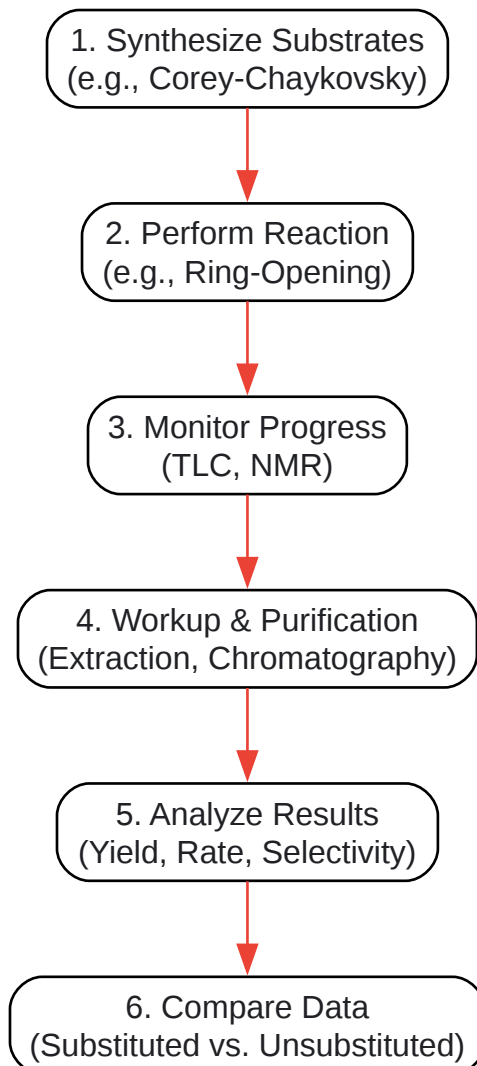 1. Synthesize Substrates
(e.g., Corey-Chaykovsky)
2. Perform Reaction
(e.g., Ring-Opening)
3. Monitor Progress
(TLC, NMR)
4. Workup & Purification
(Extraction, Chromatography)
5. Analyze Results
(Yield, Rate, Selectivity)
6. Compare Data
(Substituted vs. Unsubstituted)